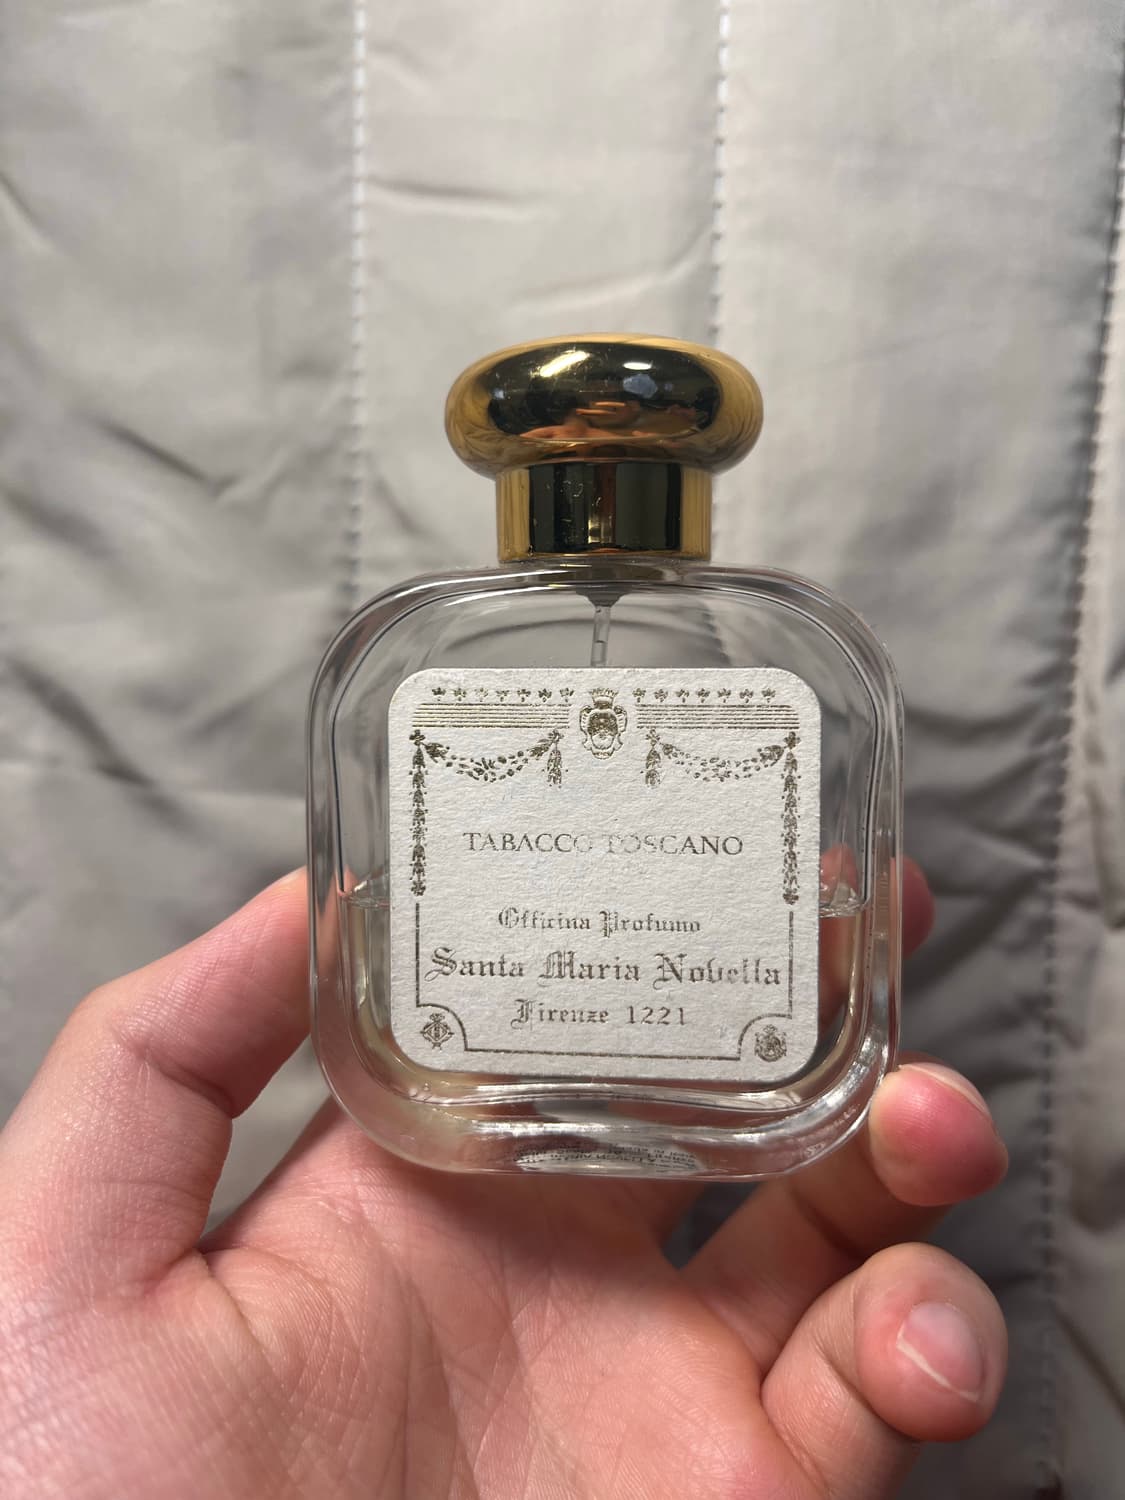 TABACCO TOSCANO
Officina Profumo
Santa Maria Novella
Firenze 1221